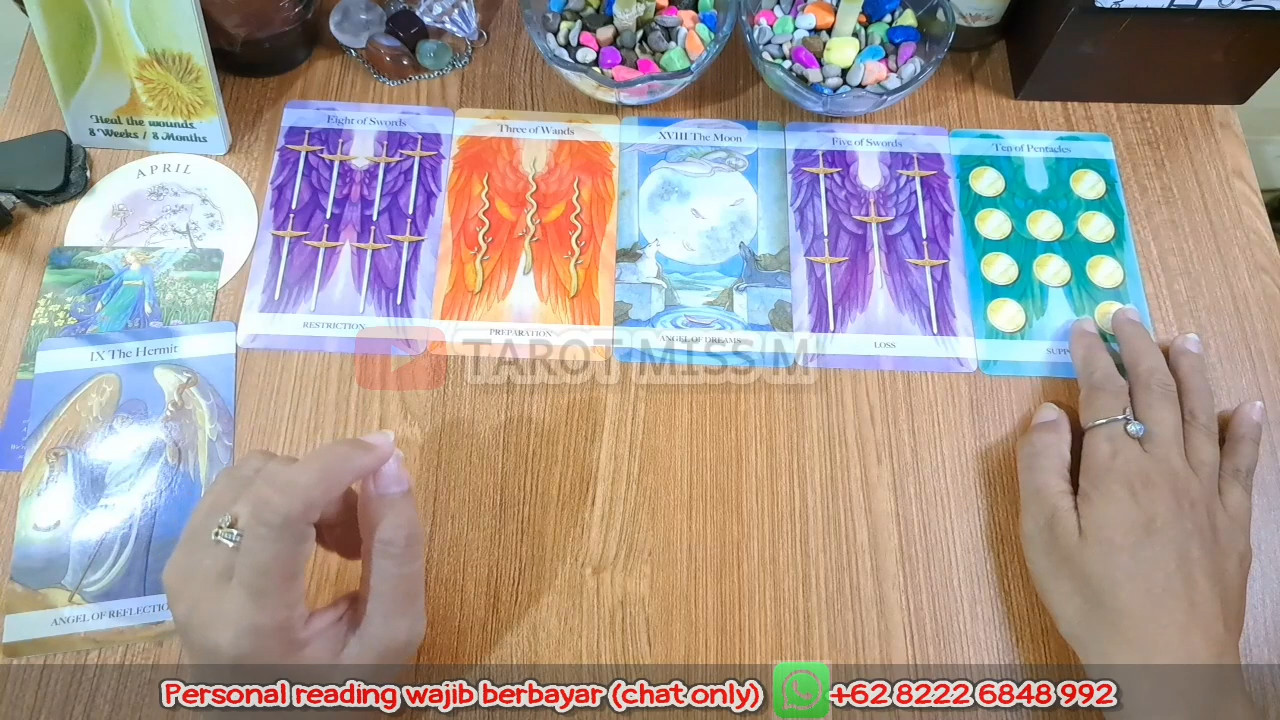 Heal the wounds.
8 Weeks / 8 Months
APRIL
Eight of Swords
RESTRICTION
Three of Wands
PREPARATION
XVIII The Moon
ANGEL OF DREAMS
Five of Swords
LOSS
Ten of Pentacles
IX The Hermit
ANGEL OF
TAROT MISS M
Personal reading wajib berbayar (chat only) +62 8222 6848 992